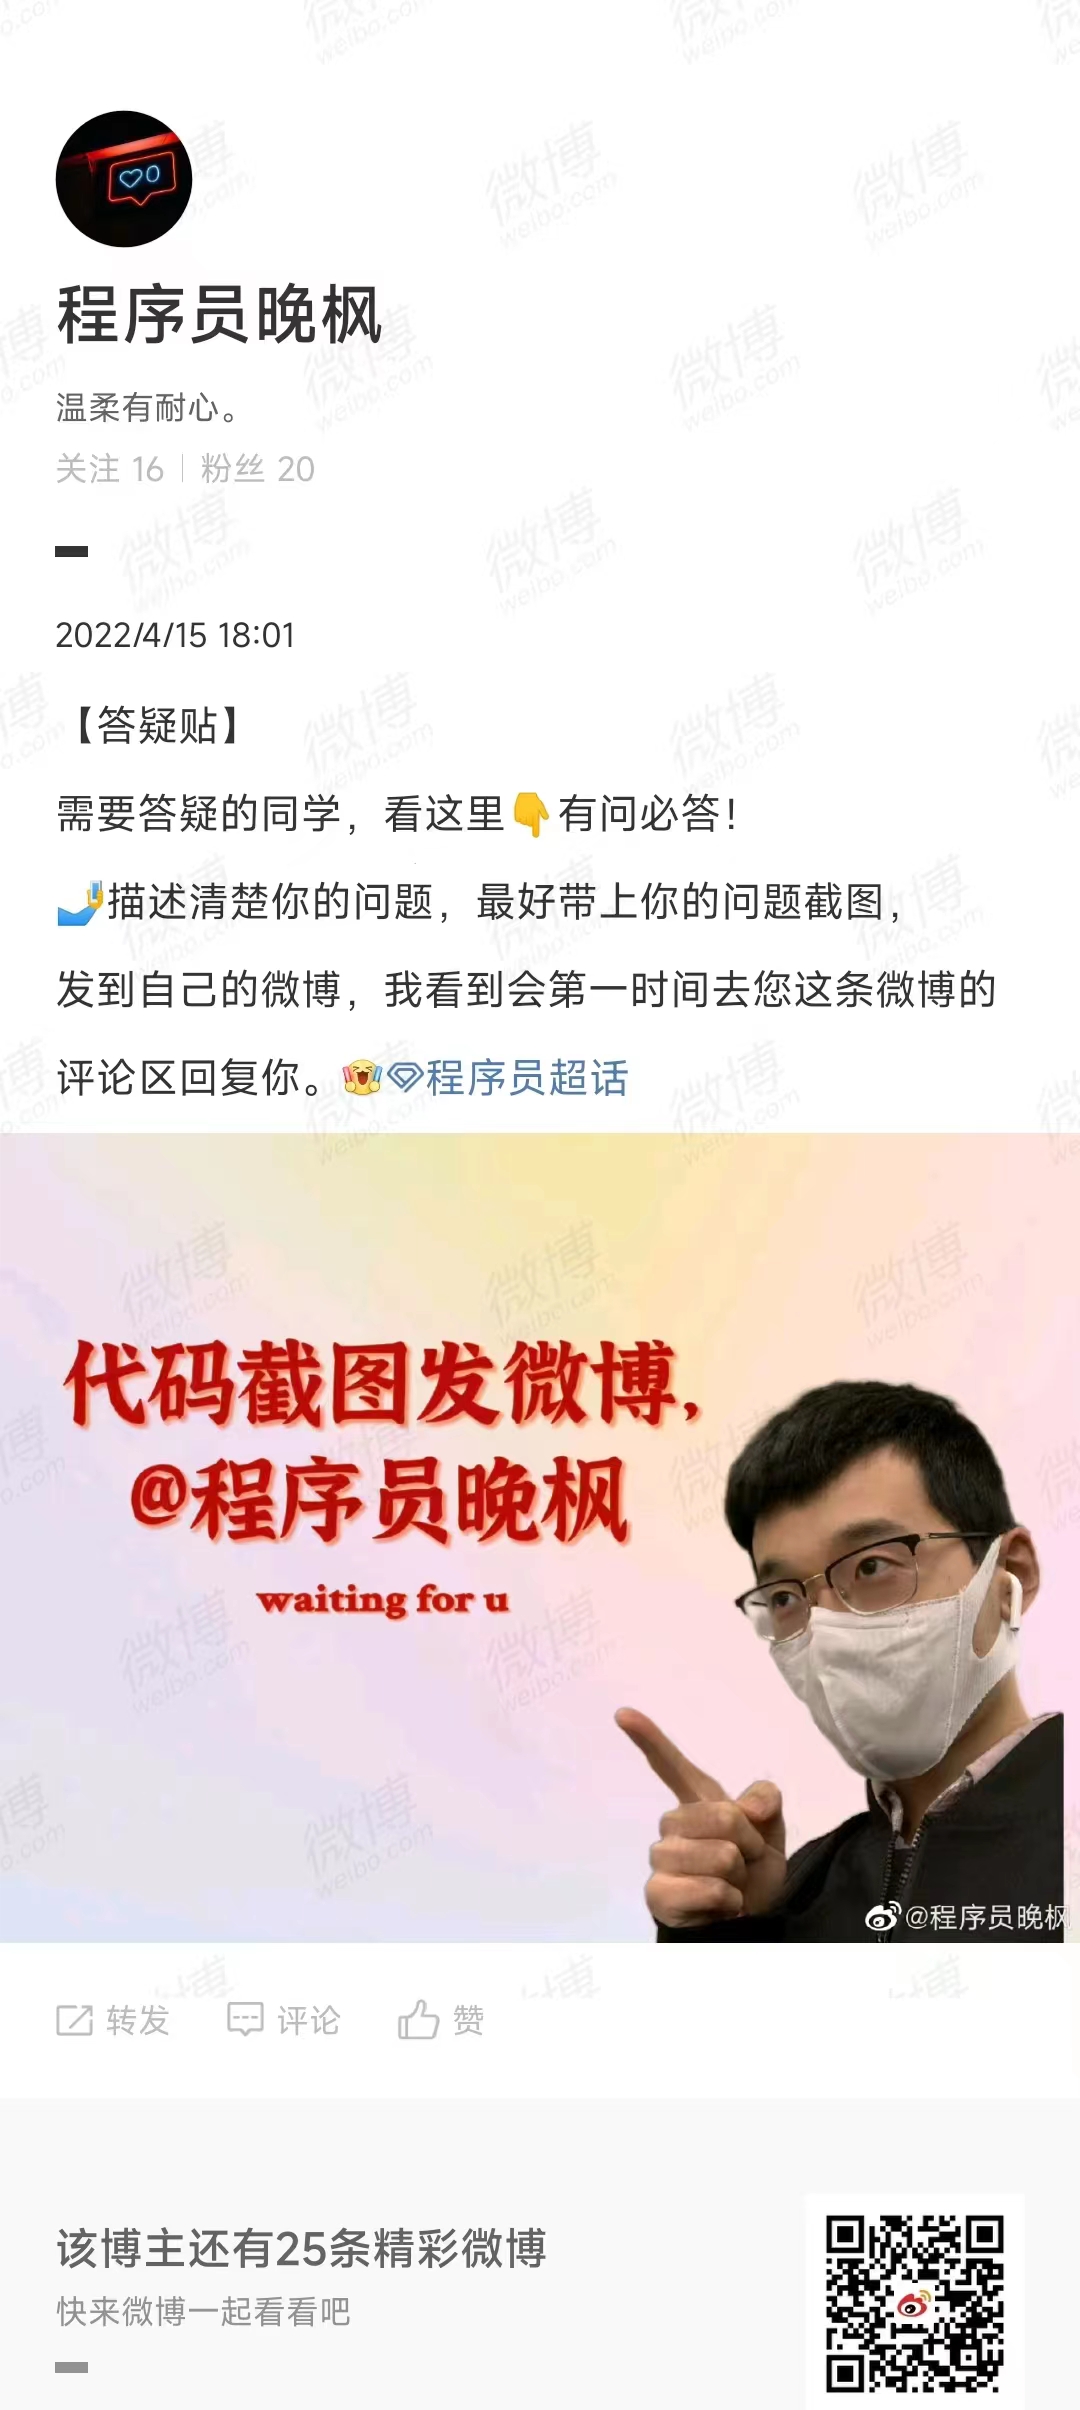 程序员晚枫
温柔有耐心。
关注 16 | 粉丝 20
2022/4/15 18:01
【答疑贴】
需要答疑的同学，看这里👇有问必答！
🤳描述清楚你的问题，最好带上你的问题截图，
发到自己的微博，我看到会第一时间去您这条微博的
评论区回复你。程序员超话
代码截图发微博，
@程序员晚枫
waiting for u
@程序员晚枫
转发 评论 赞
该博主还有25条精彩微博
快来微博一起看看吧
微博
weibo.com